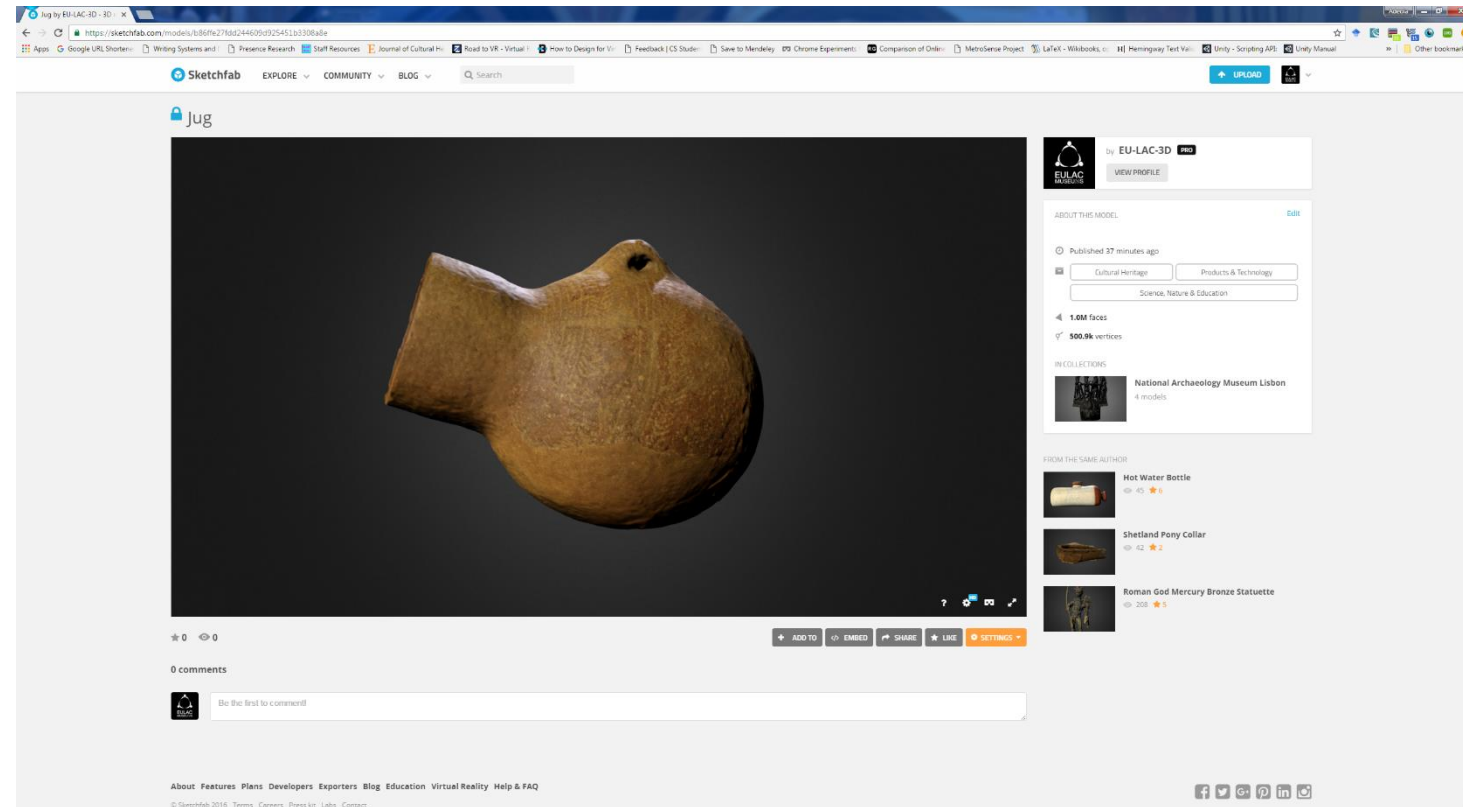 Jug by EU-LAC-3D - 3D
https://sketchfab.com/models/b86ffe27fdd244609d925451b3308a8e
Apps Google URL Shortene Writing Systems and Presence Research Staff Resources Journal of Cultural He Road to VR - Virtual How to Design for Vi Feedback | CS Studen Save to Mendeley Chrome Experiments Comparison of Online MetroSense Project LaTeX - Wikibooks, Hemingway Text Valu Unity - Scripting API: Unity Manual » Other bookmark
Sketchfab EXPLORE COMMUNITY BLOG Search UPLOAD
Jug
by EU-LAC-3D PRO
EULAC
MUSEUMS
VIEW PROFILE
ABOUT THIS MODEL Edit
Published 37 minutes ago
Cultural Heritage Products & Technology
Science, Nature & Education
1.0M faces
500.9k vertices
IN COLLECTIONS
National Archaeology Museum Lisbon
4 models
FROM THE SAME AUTHOR
Hot Water Bottle
45 6
Shetland Pony Collar
42 2
Roman God Mercury Bronze Statuette
208 5
? HD
0 0
+ ADD TO </> EMBED SHARE LIKE SETTINGS
0 comments
Be the first to comment!
About Features Plans Developers Exporters Blog Education Virtual Reality Help & FAQ
© Sketchfab 2016 Terms Careers Press kit Labs Contact